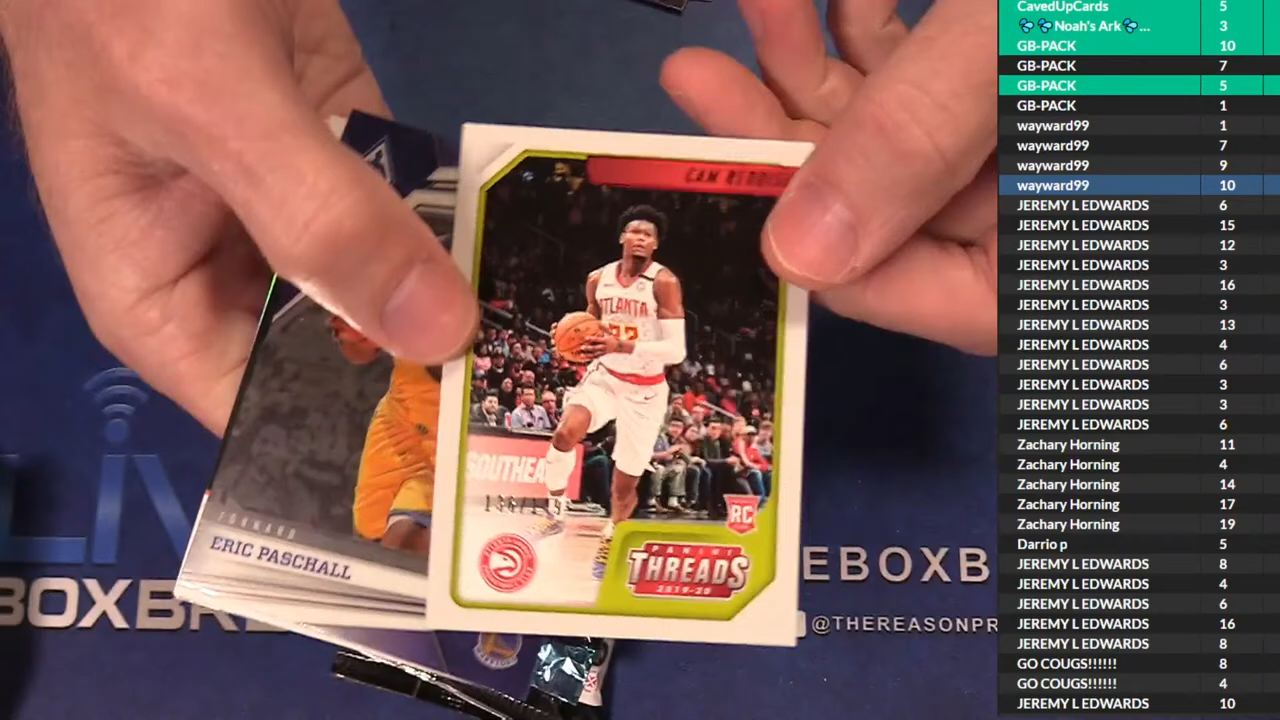 CAM REDDIS
ATLANTA
22
SOUTHEA
RC
PANINI
THREADS
2019-20
FORWARD
ERIC PASCHALL
LIV
BOXBR
EBOXB
@THEREASONPR
CavedUpCards 5
💦💦Noah's Ark💦... 3
GB-PACK 10
GB-PACK 7
GB-PACK 5
GB-PACK 1
wayward99 1
wayward99 7
wayward99 9
wayward99 10
JEREMY L EDWARDS 6
JEREMY L EDWARDS 15
JEREMY L EDWARDS 12
JEREMY L EDWARDS 3
JEREMY L EDWARDS 16
JEREMY L EDWARDS 3
JEREMY L EDWARDS 13
JEREMY L EDWARDS 4
JEREMY L EDWARDS 6
JEREMY L EDWARDS 3
JEREMY L EDWARDS 3
JEREMY L EDWARDS 6
Zachary Horning 11
Zachary Horning 4
Zachary Horning 14
Zachary Horning 17
Zachary Horning 19
Darrio p 5
JEREMY L EDWARDS 8
JEREMY L EDWARDS 4
JEREMY L EDWARDS 6
JEREMY L EDWARDS 16
JEREMY L EDWARDS 8
GO COUGS!!!!!! 8
GO COUGS!!!!!! 4
JEREMY L EDWARDS 10